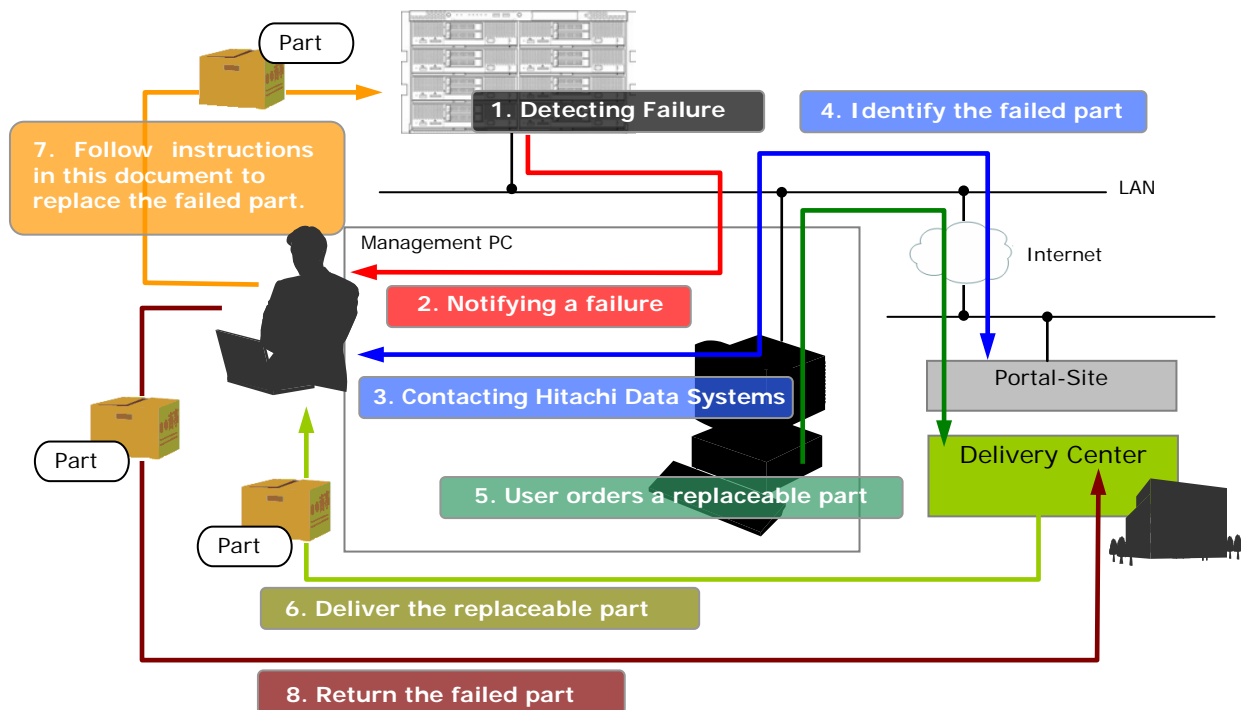 Part
1. Detecting Failure
4. Identify the failed part
7. Follow instructions
in this document to
replace the failed part.
LAN
Management PC
Internet
2. Notifying a failure
Portal-Site
3. Contacting Hitachi Data Systems
Part
Delivery Center
5. User orders a replaceable part
Part
6. Deliver the replaceable part
8. Return the failed part